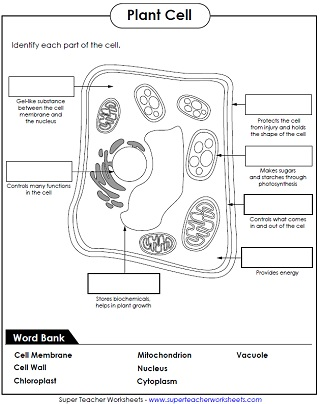 Plant Cell
Identify each part of the cell.
Gel-like substance
between the cell
membrane and
the nucleus
Protects the cell
from injury and holds
the shape of the cell
Makes sugars
and starches through
photosynthesis
Controls many functions
in the cell
Controls what comes
in and out of the cell
Provides energy
Stores biochemicals,
helps in plant growth
Word Bank
Cell Membrane Mitochondrion Vacuole
Cell Wall Nucleus
Chloroplast Cytoplasm
Super Teacher Worksheets - www.superteacherworksheets.com